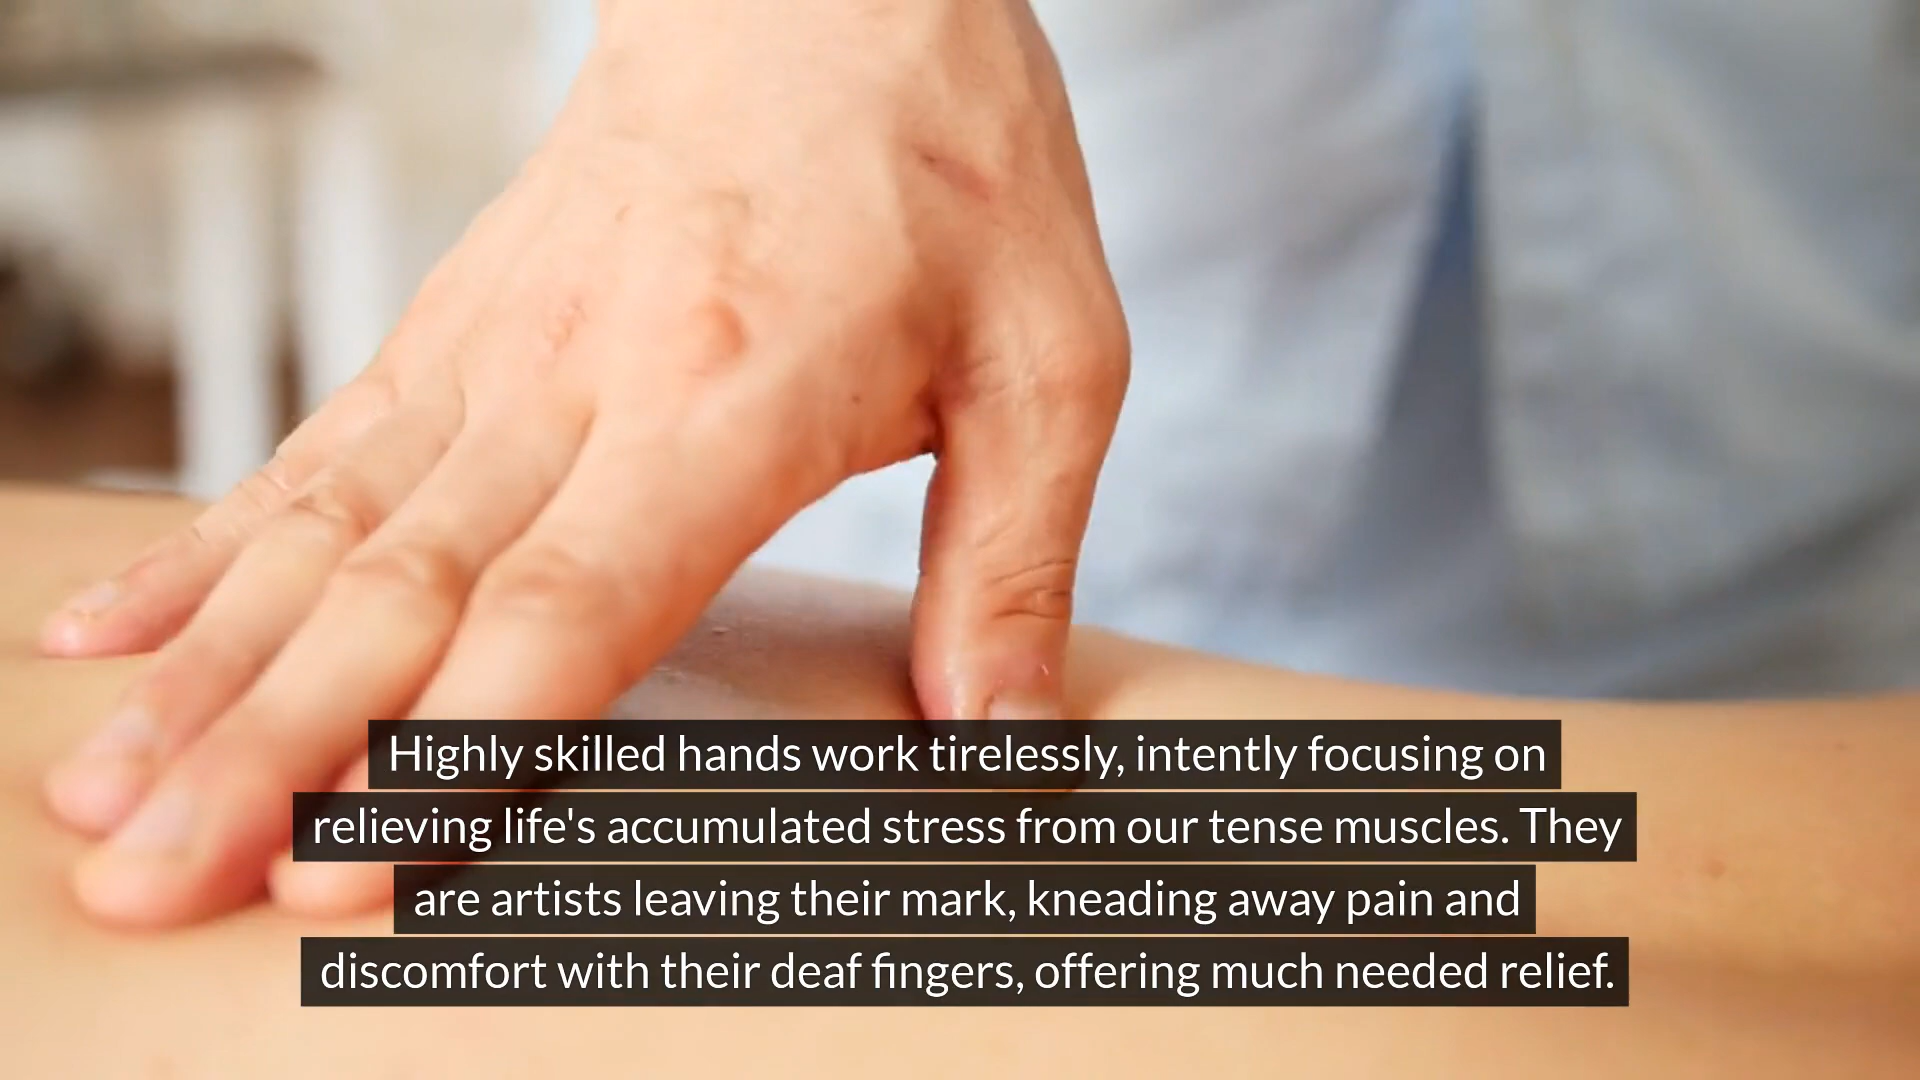 Highly skilled hands work tirelessly, intently focusing on
relieving life's accumulated stress from our tense muscles. They
are artists leaving their mark, kneading away pain and
discomfort with their deaf fingers, offering much needed relief.